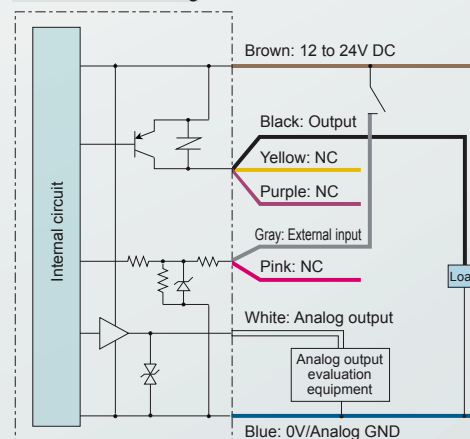 Brown: 12 to 24V DC
Black: Output
Yellow: NC
Purple: NC
Internal circuit
Gray: External input
Pink: NC
White: Analog output
Analog output
evaluation
equipment
Blue: 0V/Analog GND